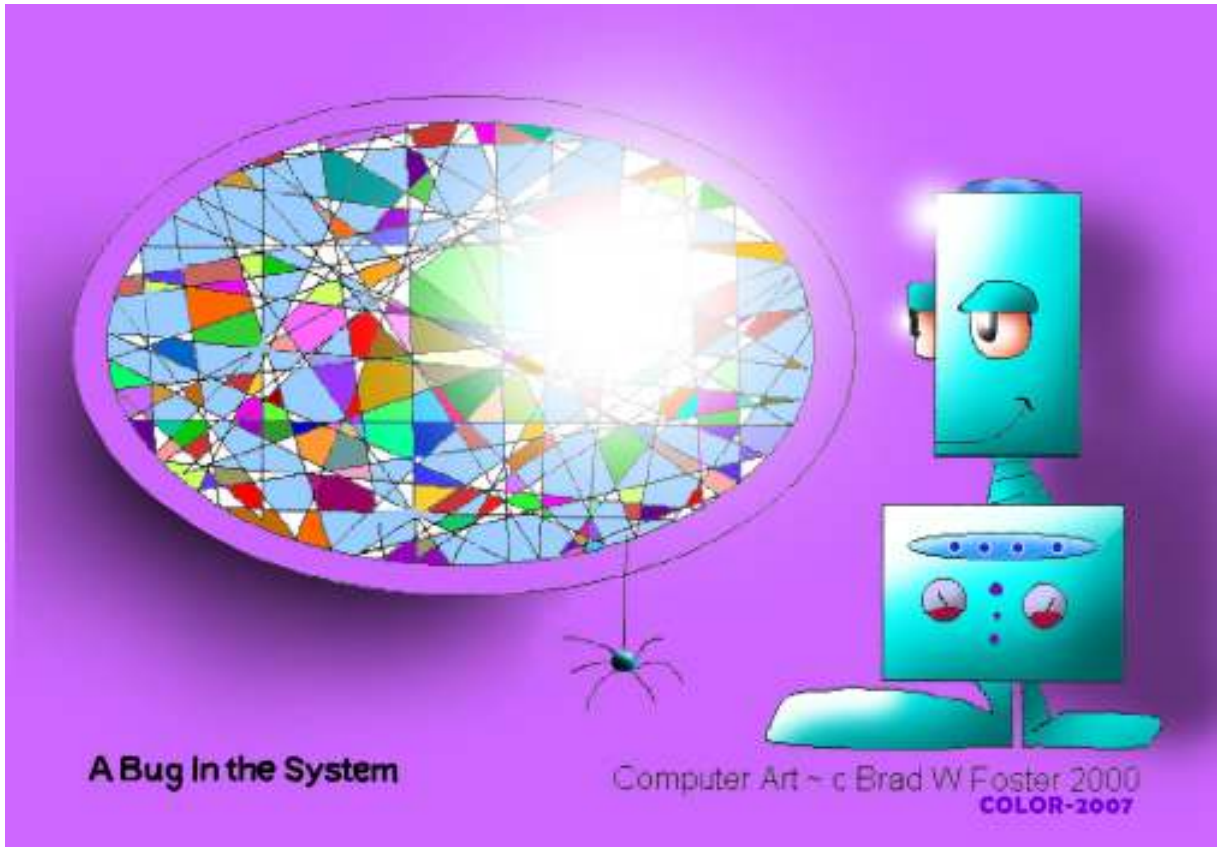 A Bug in the System
Computer Art ~ c Brad W Foster 2000
COLOR-2007